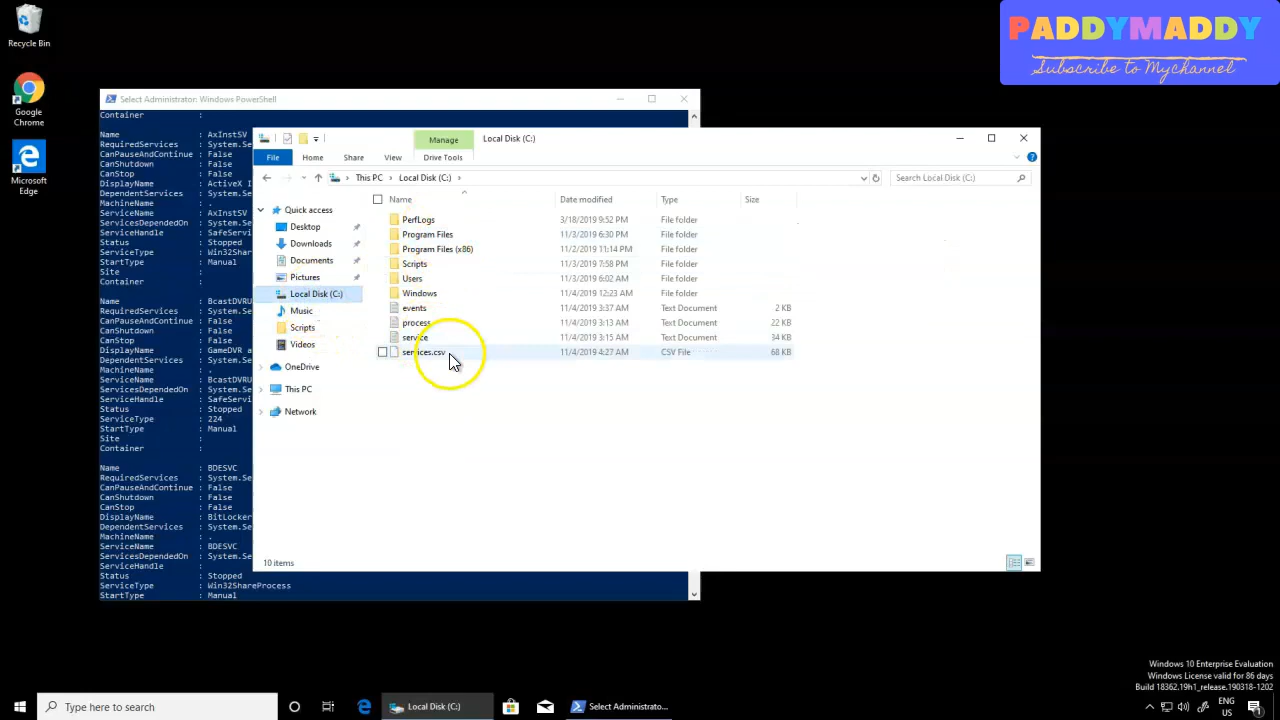 PADDYMADDY
Subscribe to Mychannel
Recycle Bin
Google
Chrome
Microsoft
Edge
Select Administrator: Windows PowerShell
Container :
Name : AxInstSV
RequiredServices : System.Se
CanPauseAndContinue : False
CanShutdown : False
CanStop : False
DisplayName : ActiveX I
DependentServices : System.Se
MachineName : .
ServiceName : AxInstSV
ServicesDependedOn : System.Se
ServiceHandle : SafeServi
Status : Stopped
ServiceType : Win32Shar
StartType : Manual
Site :
Container :
Name : BcastDVRU
RequiredServices : System.Se
CanPauseAndContinue : False
CanShutdown : False
CanStop : False
DisplayName : GameDVR a
DependentServices : System.Se
MachineName : .
ServiceName : BcastDVRU
ServicesDependedOn : System.Se
ServiceHandle : SafeServi
Status : Stopped
ServiceType : 224
StartType : Manual
Site :
Container :
Name : BDESVC
RequiredServices : System.Se
CanPauseAndContinue : False
CanShutdown : False
CanStop : False
DisplayName : BitLocker
DependentServices : System.Se
MachineName : .
ServiceName : BDESVC
ServicesDependedOn : System.Se
ServiceHandle :
Status : Stopped
ServiceType : Win32ShareProcess
StartType : Manual
Manage Local Disk (C:)
File Home Share View Drive Tools
This PC > Local Disk (C:) >
Search Local Disk (C:)
Name Date modified Type Size
PerfLogs 3/18/2019 9:52 PM File folder
Program Files 11/3/2019 6:30 PM File folder
Program Files (x86) 11/2/2019 11:14 PM File folder
Scripts 11/3/2019 7:58 PM File folder
Users 11/3/2019 6:02 AM File folder
Windows 11/4/2019 12:23 AM File folder
events 11/4/2019 3:37 AM Text Document 2 KB
process 11/4/2019 3:13 AM Text Document 22 KB
service 11/4/2019 3:15 AM Text Document 34 KB
services.csv 11/4/2019 4:27 AM CSV File 68 KB
Quick access
Desktop
Downloads
Documents
Pictures
Local Disk (C:)
Music
Scripts
Videos
OneDrive
This PC
Network
10 items
Windows 10 Enterprise Evaluation
Windows License valid for 86 days
Build 18362.19h1_release.190318-1202
Type here to search
Local Disk (C:)
Select Administrato...
ENG
US
1